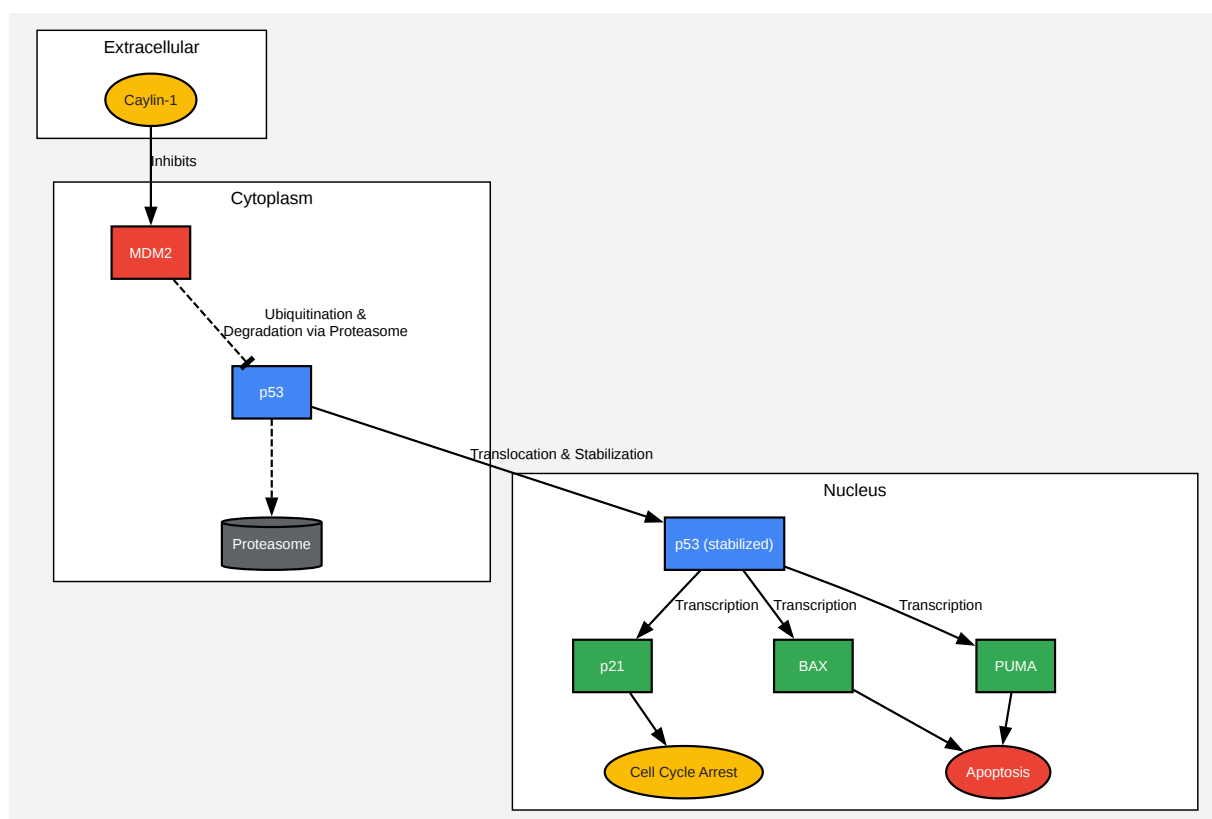 Extracellular
Caylin-1
Inhibits
Cytoplasm
MDM2
Ubiquitination &
Degradation via Proteasome
p53
Translocation & Stabilization
Nucleus
Proteasome
p53 (stabilized)
Transcription
Transcription
Transcription
p21
BAX
PUMA
Cell Cycle Arrest
Apoptosis